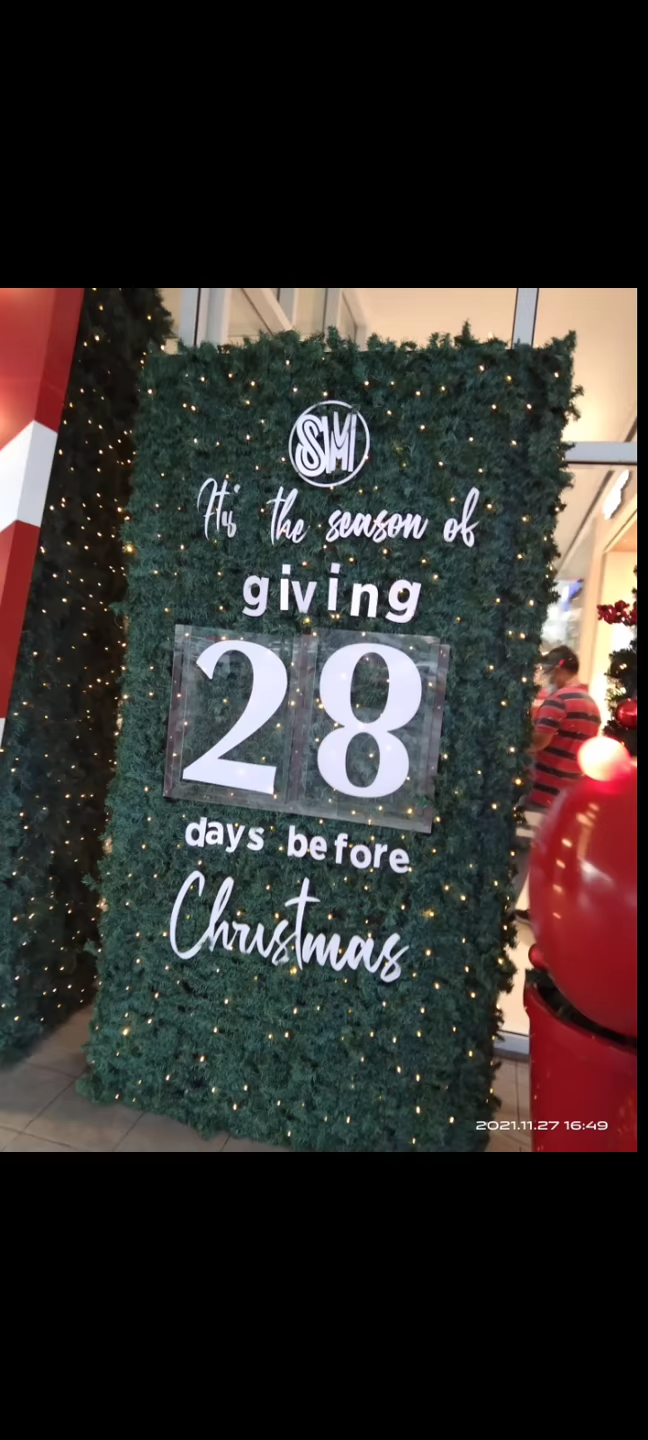 SM
It's the season of
giving
28
days before
Christmas
2021.11.27 16:49